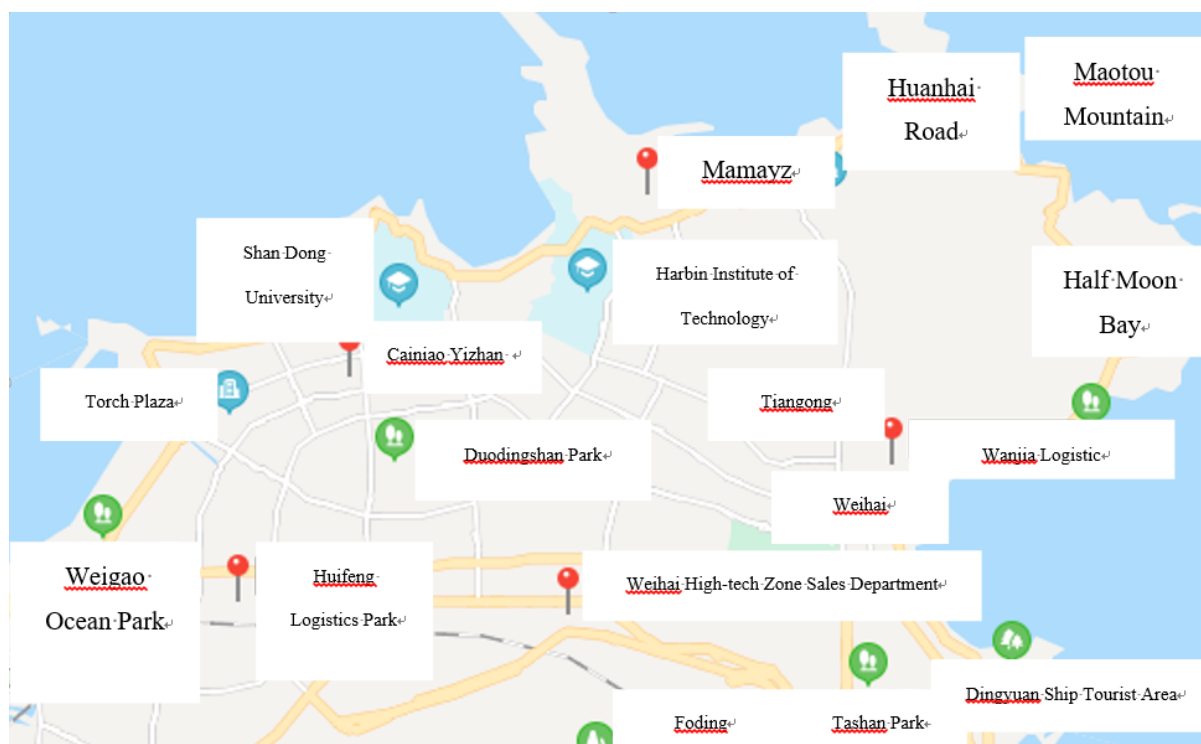 Huanhai
Road
Maotou
Mountain
Mamayz
Shan Dong
University
Harbin Institute of
Technology
Half Moon
Bay
Cainiao Yizhan
Torch Plaza
Tiangong
Duodingshan Park
Wanjia Logistic
Weihai
Weigao
Ocean Park
Huifeng
Logistics Park
Weihai High-tech Zone Sales Department
Dingyuan Ship Tourist Area
Foding
Tashan Park